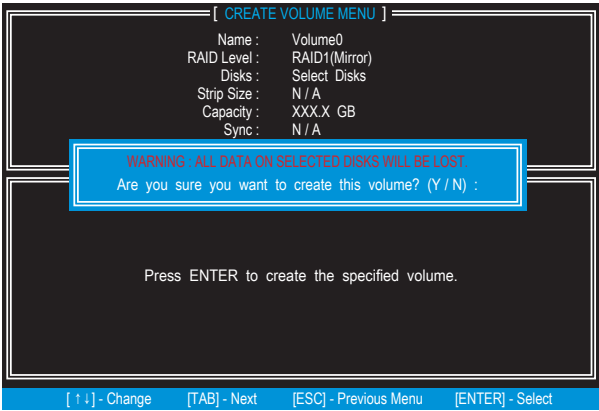 [ CREATE VOLUME MENU ]
Name : Volume0
RAID Level : RAID1(Mirror)
Disks : Select Disks
Strip Size : N / A
Capacity : XXX.X GB
Sync : N / A
WARNING : ALL DATA ON SELECTED DISKS WILL BE LOST.
Are you sure you want to create this volume? (Y / N) :
Press ENTER to create the specified volume.
[ ↑↓] - Change [TAB] - Next [ESC] - Previous Menu [ENTER] - Select